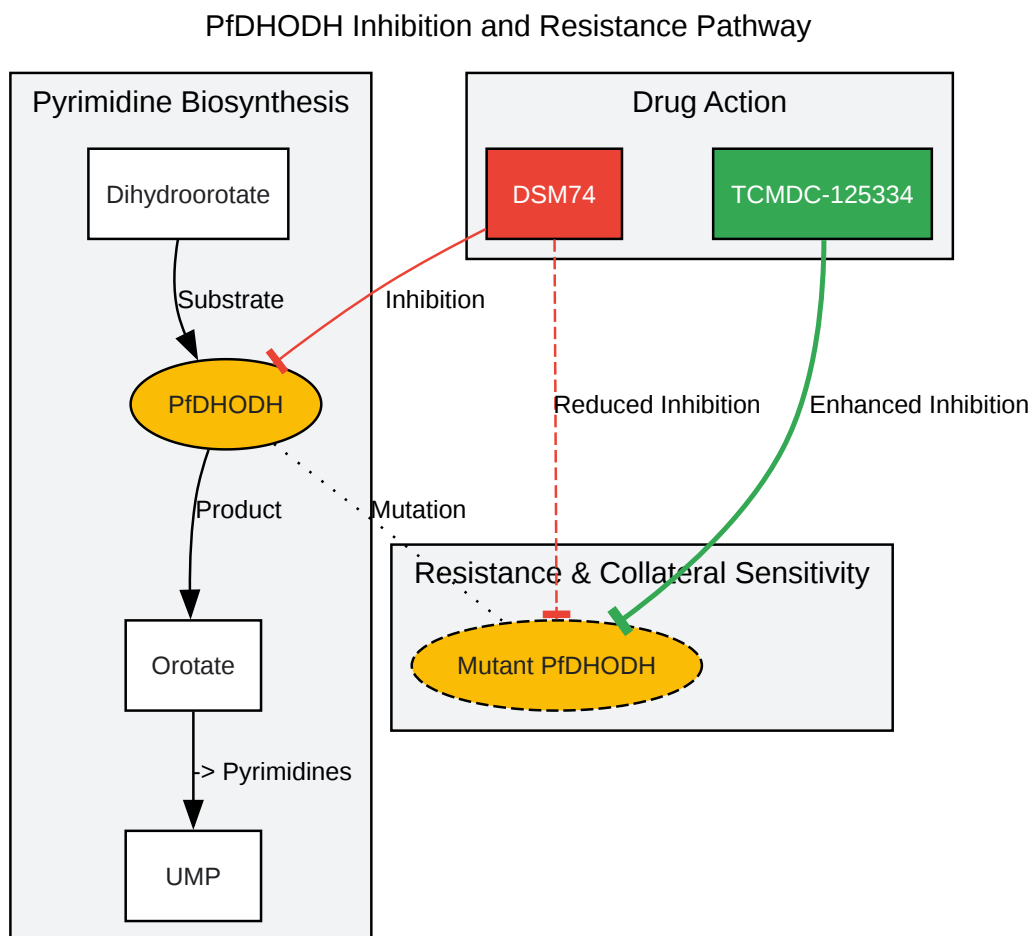 PfDHODH Inhibition and Resistance Pathway
Pyrimidine Biosynthesis
Drug Action
Dihydroorotate
DSM74
TCMDC-125334
Substrate
Inhibition
PfDHODH
Reduced Inhibition
Enhanced Inhibition
Product
Mutation
Resistance & Collateral Sensitivity
Orotate
Mutant PfDHODH
-> Pyrimidines
UMP